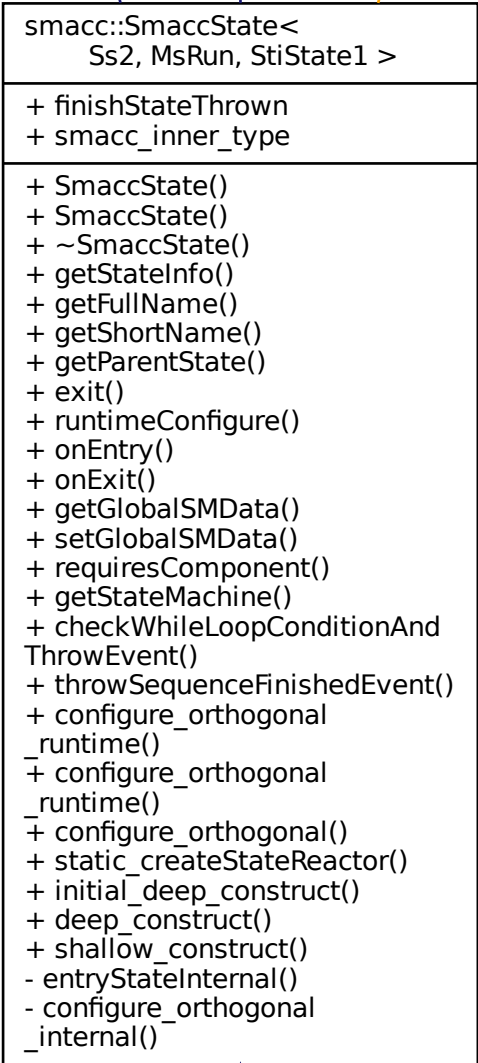 smacc::SmaccState<
Ss2, MsRun, StiState1 >
+ finishStateThrown
+ smacc_inner_type
+ SmaccState()
+ SmaccState()
+ ~SmaccState()
+ getStateInfo()
+ getFullName()
+ getShortName()
+ getParentState()
+ exit()
+ runtimeConfigure()
+ onEntry()
+ onExit()
+ getGlobalSMData()
+ setGlobalSMData()
+ requiresComponent()
+ getStateMachine()
+ checkWhileLoopConditionAnd
ThrowEvent()
+ throwSequenceFinishedEvent()
+ configure_orthogonal
_runtime()
+ configure_orthogonal
_runtime()
+ configure_orthogonal()
+ static_createStateReactor()
+ initial_deep_construct()
+ deep_construct()
+ shallow_construct()
- entryStateInternal()
- configure_orthogonal
_internal()